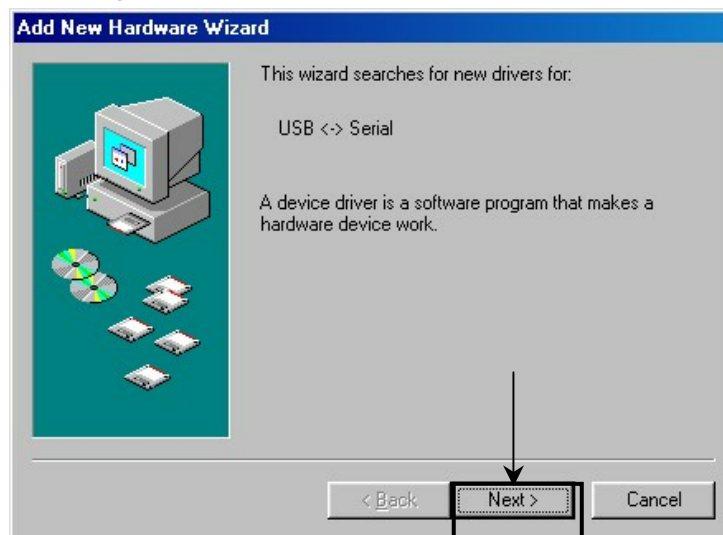 Add New Hardware Wizard
This wizard searches for new drivers for:
USB <-> Serial
A device driver is a software program that makes a
hardware device work.
< Back
Next >
Cancel